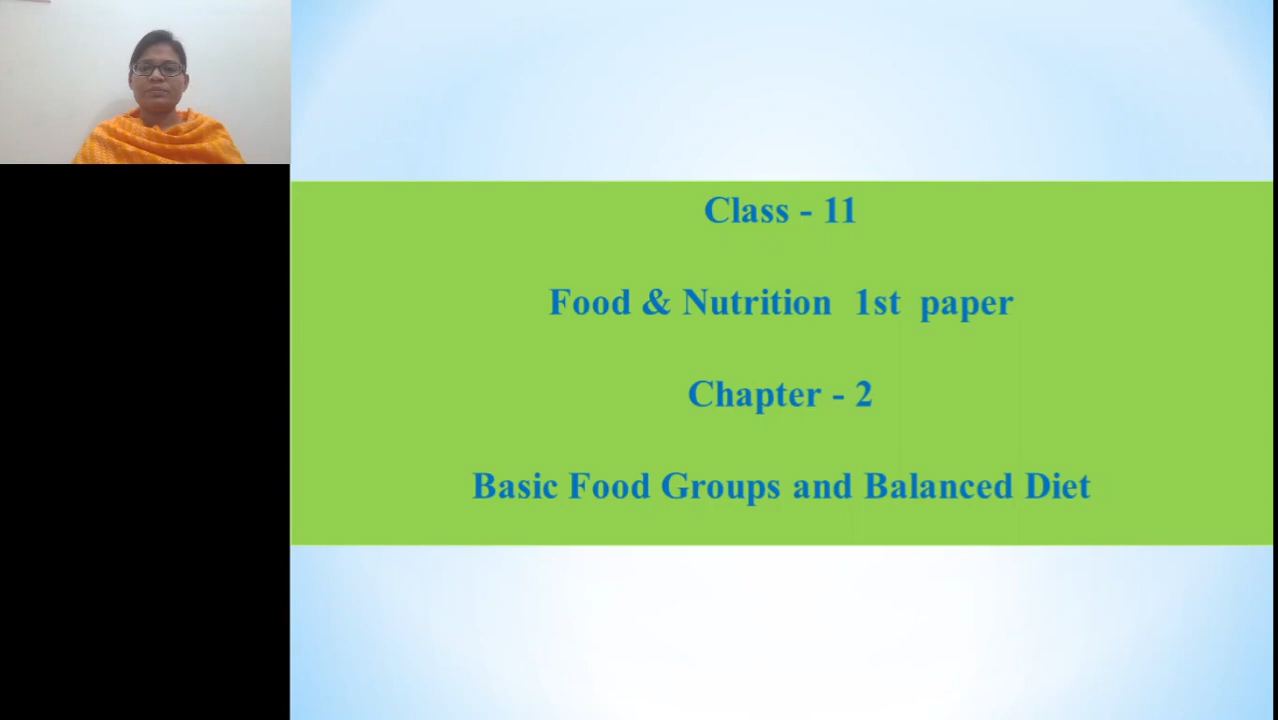 Class - 11
Food & Nutrition 1st paper
Chapter - 2
Basic Food Groups and Balanced Diet